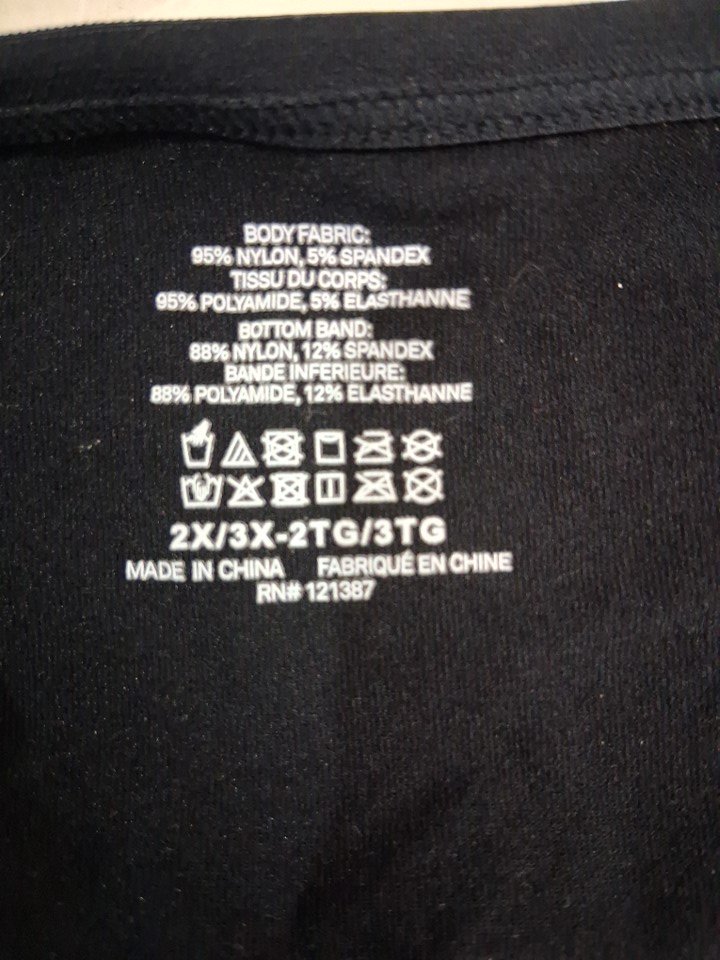 BODY FABRIC:
95% NYLON, 5% SPANDEX
TISSU DU CORPS:
95% POLYAMIDE, 5% ELASTHANNE
BOTTOM BAND:
88% NYLON, 12% SPANDEX
BANDE INFERIEURE:
88% POLYAMIDE, 12% ELASTHANNE
2X/3X-2TG/3TG
MADE IN CHINA FABRIQUÉ EN CHINE
RN# 121387